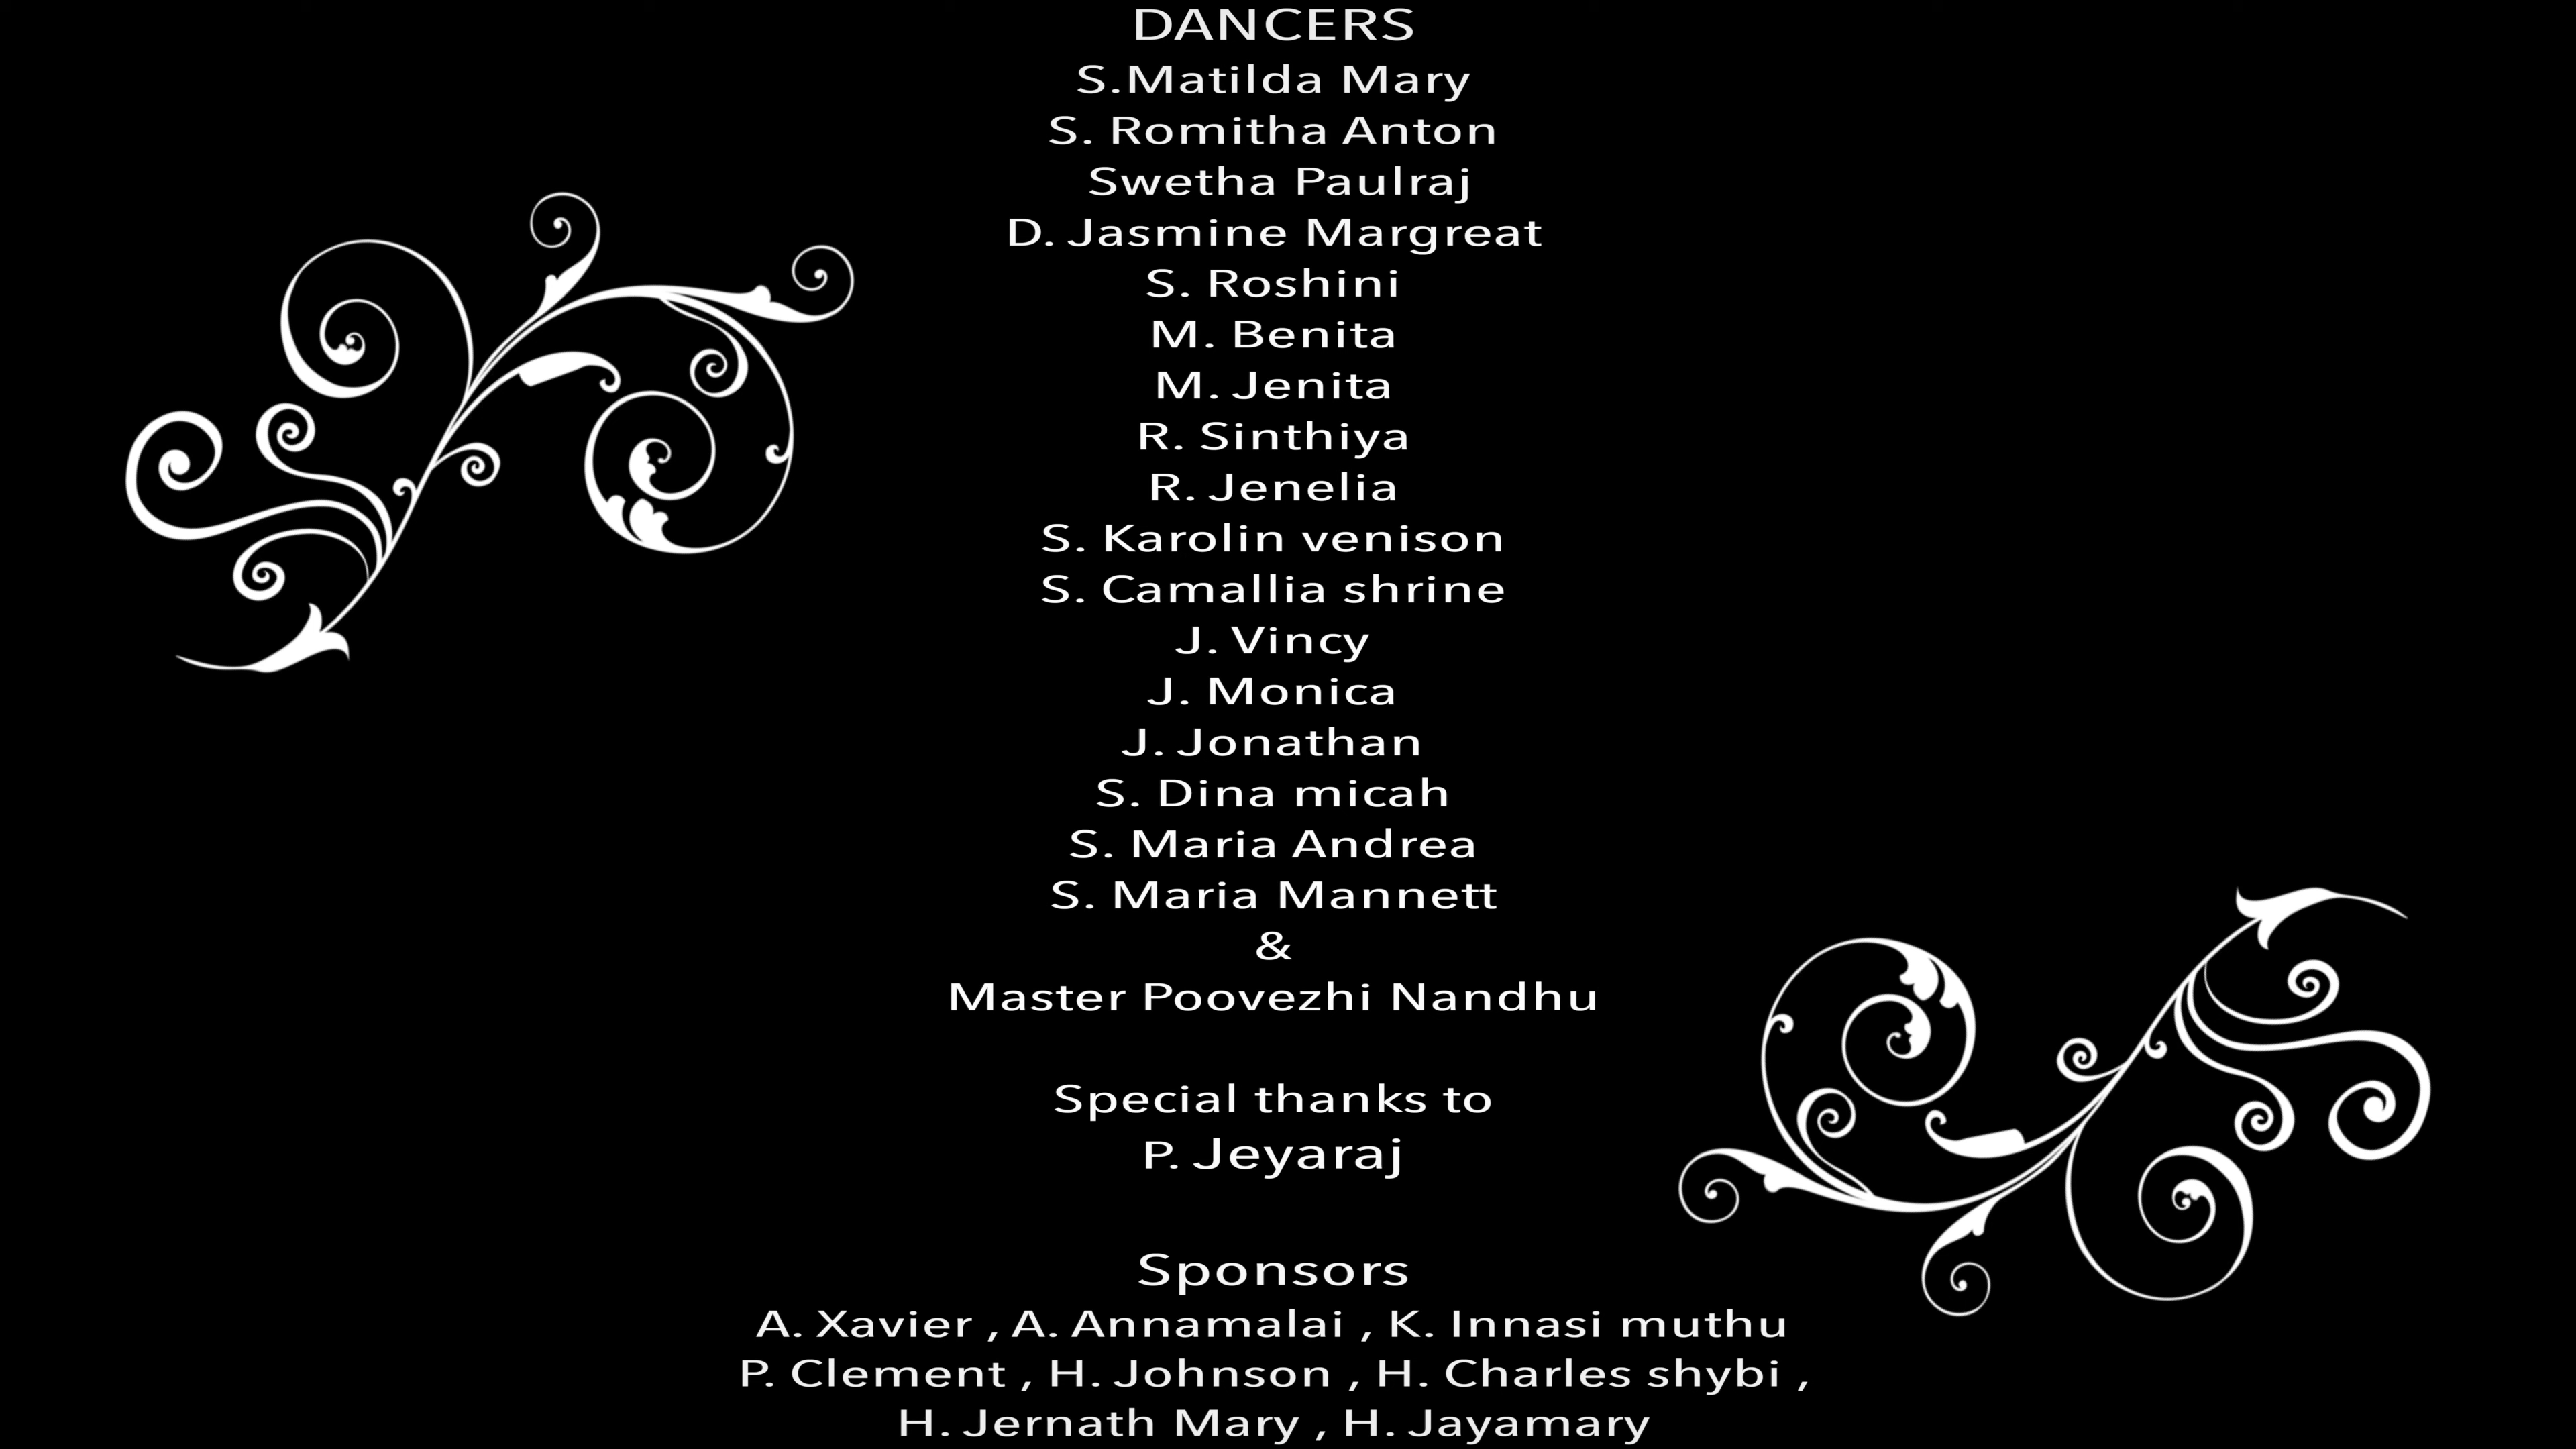 DANCERS
S.Matilda Mary
S. Romitha Anton
Swetha Paulraj
D. Jasmine Margreat
S. Roshini
M. Benita
M. Jenita
R. Sinthiya
R. Jenelia
S. Karolin venison
S. Camallia shrine
J. Vincy
J. Monica
J. Jonathan
S. Dina micah
S. Maria Andrea
S. Maria Mannett
&
Master Poovezhi Nandhu
Special thanks to
P. Jeyaraj
Sponsors
A. Xavier , A. Annamalai , K. Innasi muthu
P. Clement , H. Johnson , H. Charles shybi ,
H. Jernath Mary , H. Jayamary